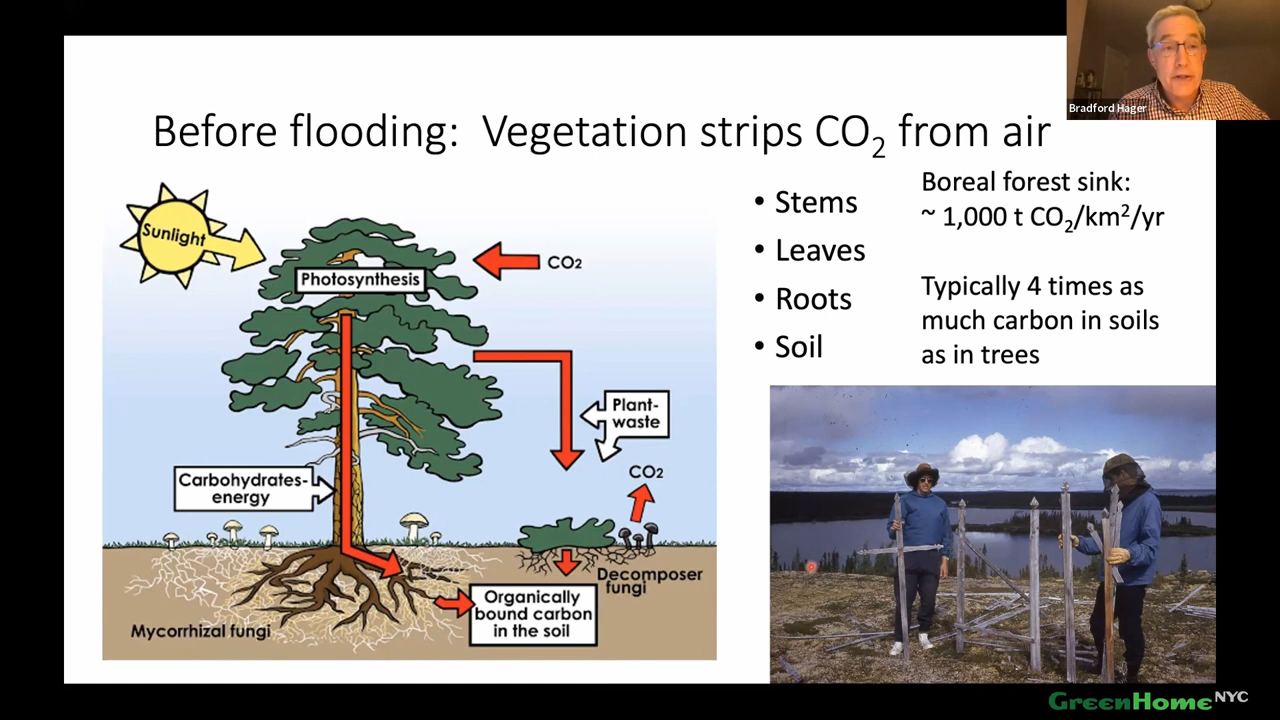 Bradford Hager
Before flooding: Vegetation strips CO₂ from air
Sunlight
Photosynthesis
CO₂
Plant-
waste
CO₂
Carbohydrates-
energy
Decomposer
fungi
Organically
bound carbon
in the soil
Mycorrhizal fungi
• Stems
• Leaves
• Roots
• Soil
Boreal forest sink:
~ 1,000 t CO₂/km²/yr
Typically 4 times as
much carbon in soils
as in trees
GreenHomeNYC